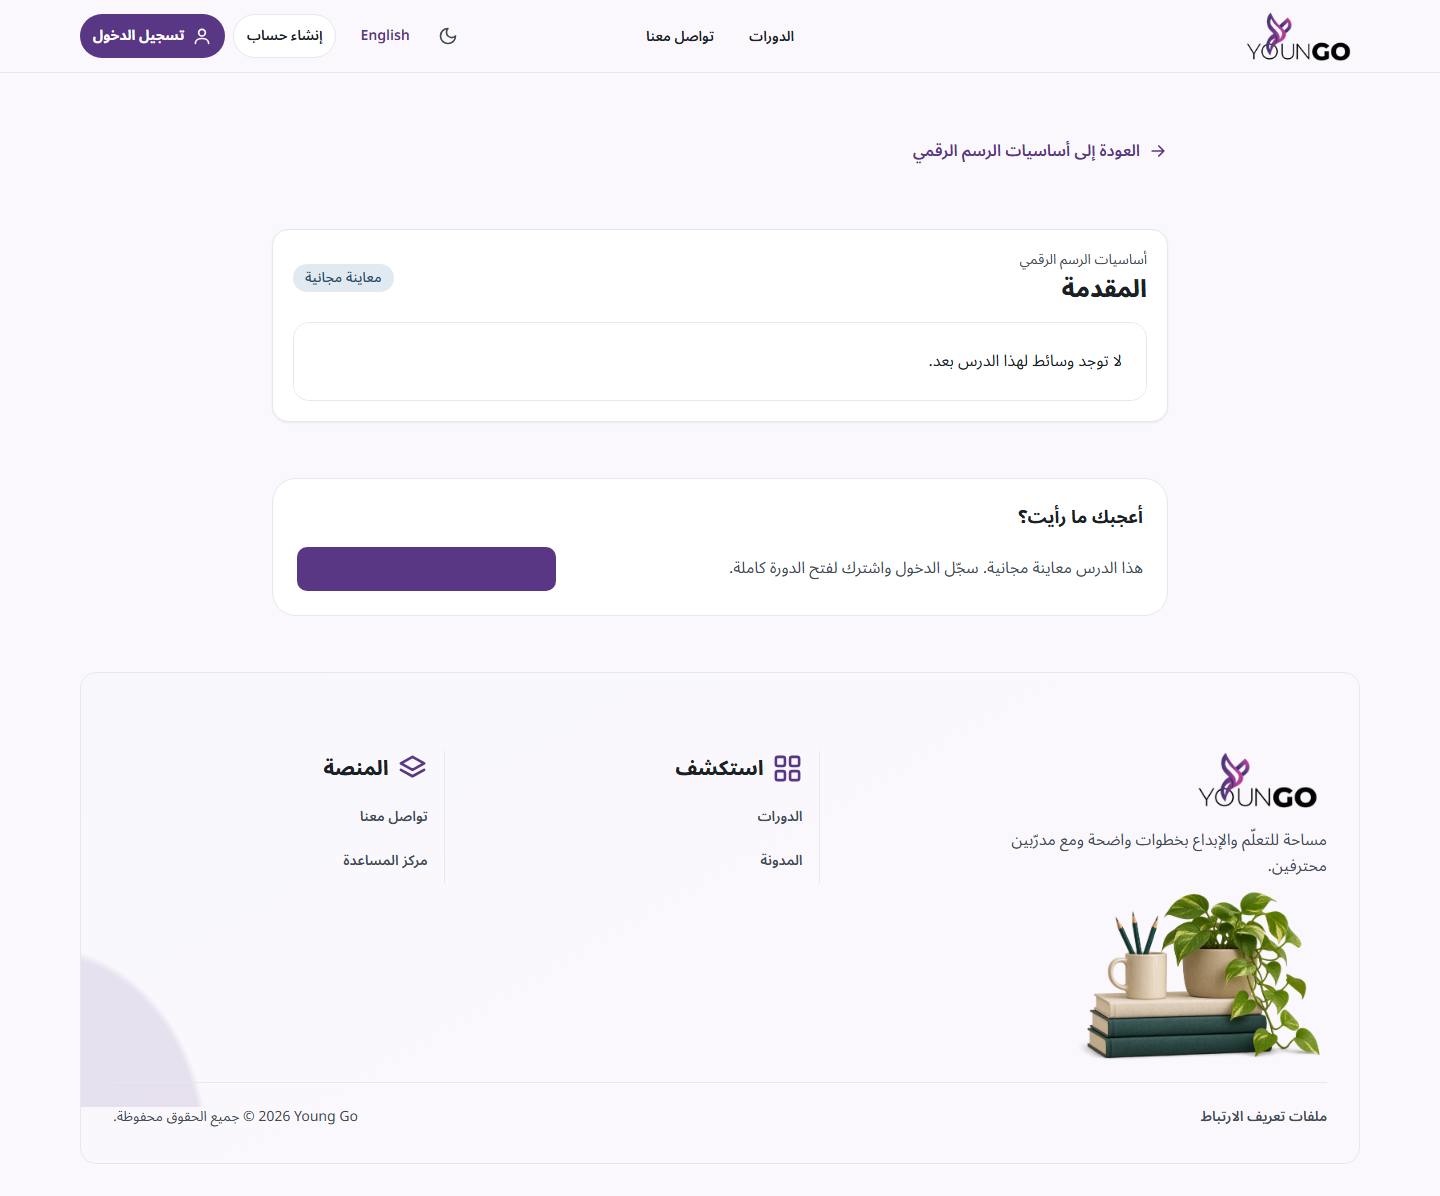 YOUNGO
الدورات
تواصل معنا
English
إنشاء حساب
تسجيل الدخول
العودة إلى أساسيات الرسم الرقمي
أساسيات الرسم الرقمي
المقدمة
معاينة مجانية
لا توجد وسائط لهذا الدرس بعد.
أعجبك ما رأيت؟
هذا الدرس معاينة مجانية. سجّل الدخول واشترك لفتح الدورة كاملة.
YOUNGO
مساحة للتعلّم والإبداع بخطوات واضحة ومع مدرّبين
محترفين.
استكشف
الدورات
المدونة
المنصة
تواصل معنا
مركز المساعدة
ملفات تعريف الارتباط
2026 Young Go © جميع الحقوق محفوظة.